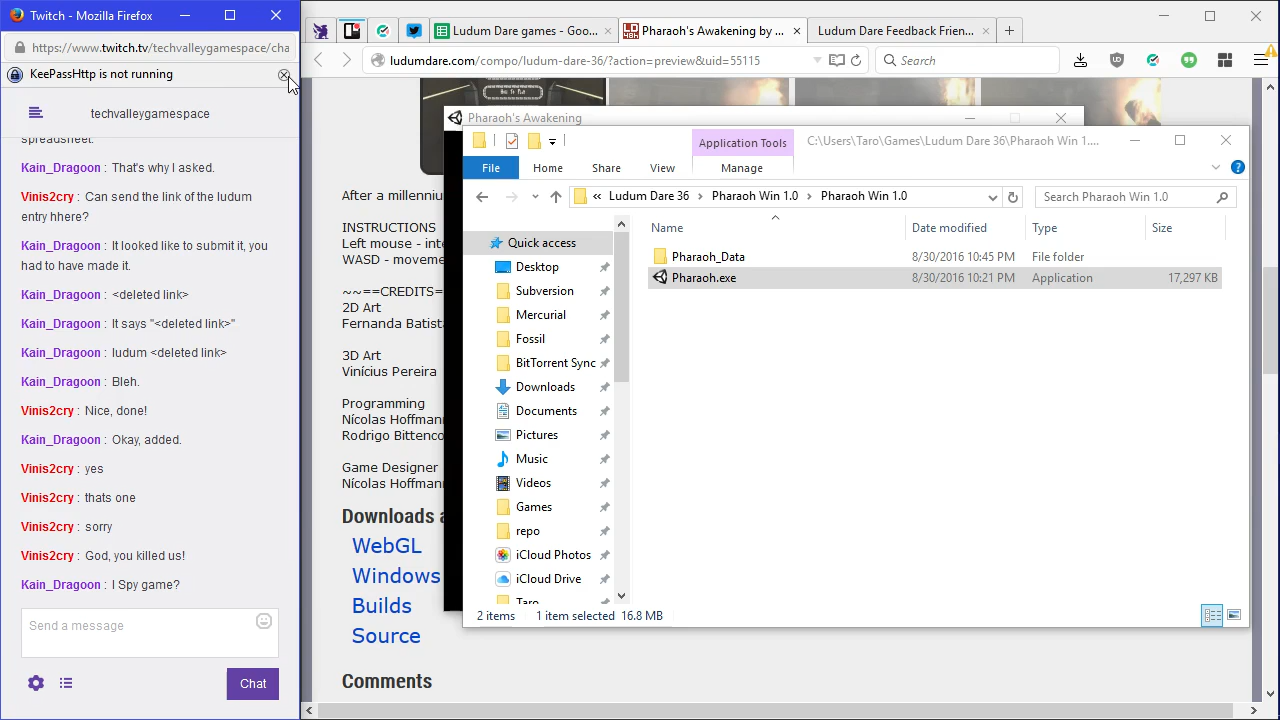 Twitch - Mozilla Firefox
https://www.twitch.tv/techvalleygamespace/cha
KeePassHttp is not running
techvalleygamespace
spreadsheet.
Kain_Dragoon : That's why I asked.
Vinis2cry : Can send the link of the ludum
entry hhere?
Kain_Dragoon : It looked like to submit it, you
had to have made it.
Kain_Dragoon : <deleted link>
Kain_Dragoon : It says "<deleted link>"
Kain_Dragoon : ludum <deleted link>
Kain_Dragoon : Bleh.
Vinis2cry : Nice, done!
Kain_Dragoon : Okay, added.
Vinis2cry : yes
Vinis2cry : thats one
Vinis2cry : sorry
Vinis2cry : God, you killed us!
Kain_Dragoon : I Spy game?
Send a message
Chat
Ludum Dare games - Goo...
Pharaoh's Awakening by ...
Ludum Dare Feedback Frien...
ludumdare.com/compo/ludum-dare-36/?action=preview&uid=55115
Search
After a millenniu
INSTRUCTIONS
Left mouse - inte
WASD - moveme
~~==CREDITS=
2D Art
Fernanda Batista
3D Art
Vinícius Pereira
Programming
Nícolas Hoffman
Rodrigo Bittenco
Game Designer
Nícolas Hoffman
Downloads a
WebGL
Windows
Builds
Source
Comments
Pharaoh's Awakening
Application Tools
C:\Users\Taro\Games\Ludum Dare 36\Pharaoh Win 1....
File
Home
Share
View
Manage
« Ludum Dare 36 > Pharaoh Win 1.0 > Pharaoh Win 1.0
Search Pharaoh Win 1.0
Quick access
Desktop
Subversion
Mercurial
Fossil
BitTorrent Sync
Downloads
Documents
Pictures
Music
Videos
Games
repo
iCloud Photos
iCloud Drive
Taro
Name Date modified Type Size
Pharaoh_Data 8/30/2016 10:45 PM File folder
Pharaoh.exe 8/30/2016 10:21 PM Application 17,297 KB
2 items 1 item selected 16.8 MB